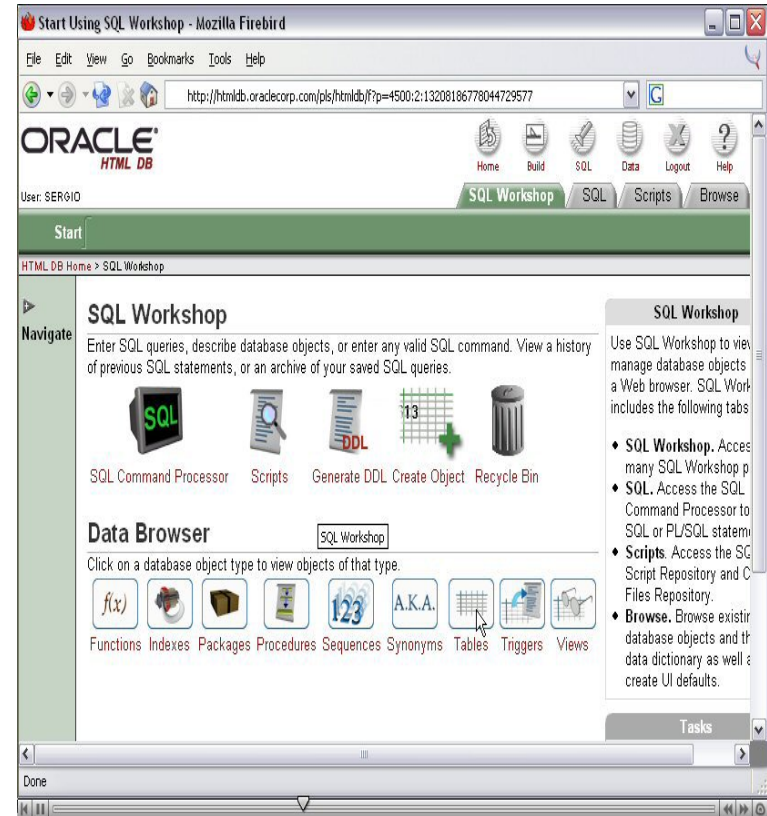 Start Using SQL Workshop - Mozilla Firebird
File Edit View Go Bookmarks Tools Help
http://htmldb.oraclecorp.com/pls/htmldb/f?p=4500:2:13208186778044729577
G
ORACLE
HTML DB
Home Build SQL Data Logout Help
User: SERGIO
SQL Workshop SQL Scripts Browse
Start
HTML DB Home > SQL Workshop
Navigate
SQL Workshop
Enter SQL queries, describe database objects, or enter any valid SQL command. View a history
of previous SQL statements, or an archive of your saved SQL queries.
SQL
DDL
13
SQL Command Processor Scripts Generate DDL Create Object Recycle Bin
Data Browser
SQL Workshop
Click on a database object type to view objects of that type.
f(x)
123
A.K.A.
Functions Indexes Packages Procedures Sequences Synonyms Tables Triggers Views
SQL Workshop
Use SQL Workshop to view
manage database objects
a Web browser. SQL Work
includes the following tabs
SQL Workshop. Acces
many SQL Workshop p
SQL. Access the SQL
Command Processor to
SQL or PL/SQL stateme
Scripts. Access the SQ
Script Repository and C
Files Repository.
Browse. Browse existin
database objects and th
data dictionary as well a
create UI defaults.
Tasks
Done